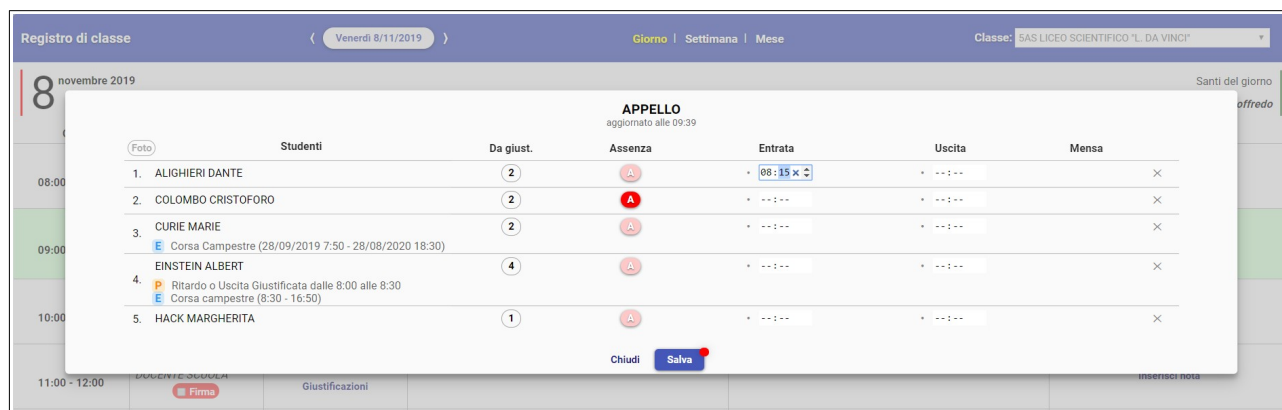 Registro di classe
⟨ Venerdì 8/11/2019 ⟩
Giorno | Settimana | Mese
Classe: 5AS LICEO SCIENTIFICO "L. DA VINCI"
8 novembre 2019
Santi del giorno
offredo
APPELLO
aggiornato alle 09:39
Foto Studenti Da giust. Assenza Entrata Uscita Mensa
1. ALIGHIERI DANTE 2 A 08:15 --:--
2. COLOMBO CRISTOFORO 2 A --:-- --:--
3. CURIE MARIE 2 A --:-- --:--
E Corsa Campestre (28/09/2019 7:50 - 28/08/2020 18:30)
4. EINSTEIN ALBERT 4 A --:-- --:--
P Ritardo o Uscita Giustificata dalle 8:00 alle 8:30
E Corsa campestre (8:30 - 16:50)
5. HACK MARGHERITA 1 A --:-- --:--
08:00
09:00
10:00
Chiudi Salva
11:00 - 12:00
DOCENTE SCUOLA
Firma
Giustificazioni
Inserisci nota